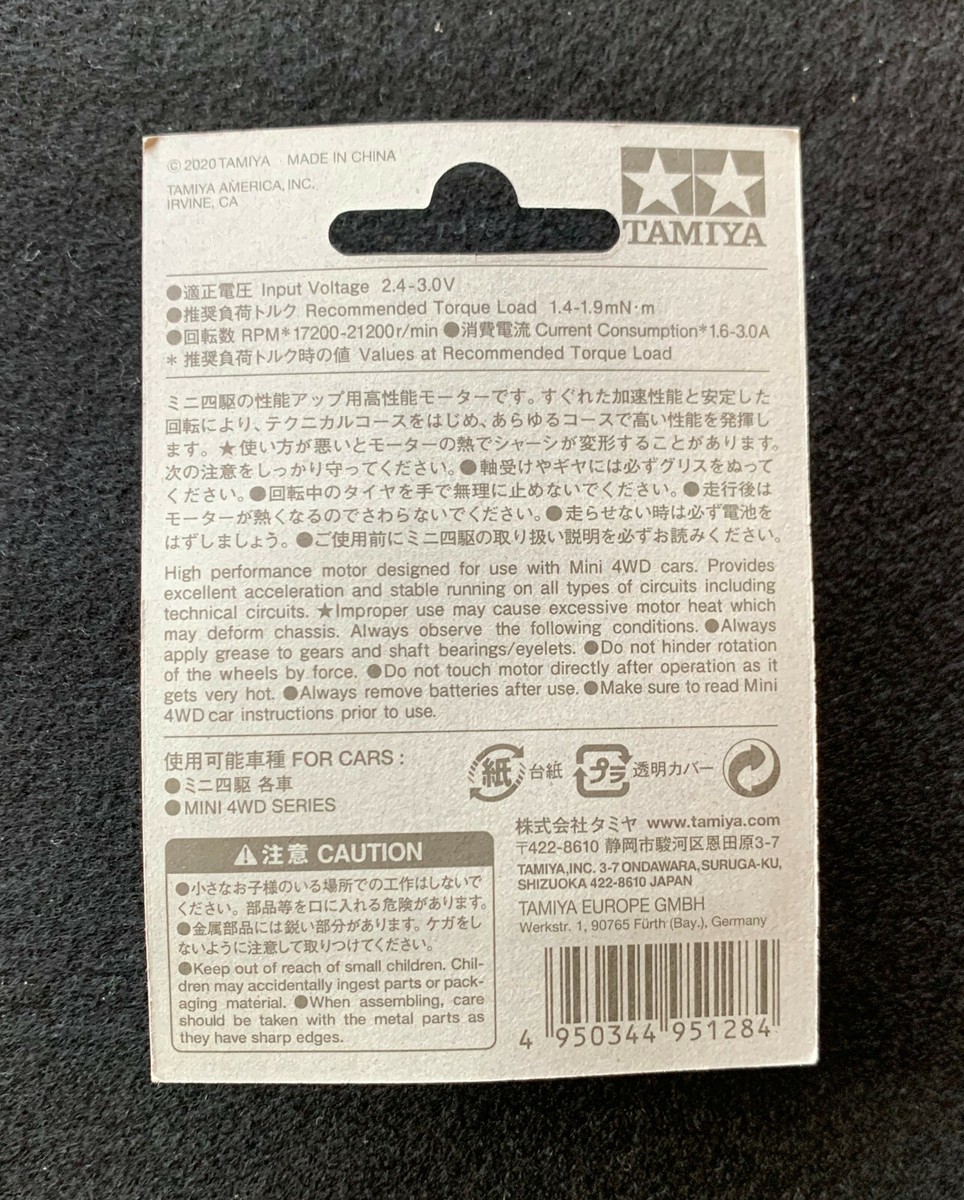 © 2020 TAMIYA MADE IN CHINA
TAMIYA AMERICA, INC.
IRVINE, CA
TAMIYA
●適正電圧 Input Voltage 2.4-3.0V
●推奨負荷トルク Recommended Torque Load 1.4-1.9mN·m
●回転数 RPM*17200-21200r/min ●消費電流 Current Consumption*1.6-3.0A
* 推奨負荷トルク時の値 Values at Recommended Torque Load
ミニ四駆の性能アップ用高性能モーターです。すぐれた加速性能と安定した
回転により、テクニカルコースをはじめ、あらゆるコースで高い性能を発揮し
ます。★使い方が悪いとモーターの熱でシャーシが変形することがあります。
次の注意をしっかり守ってください。●軸受けやギヤには必ずグリスをぬって
ください。●回転中のタイヤを手で無理に止めないでください。●走行後は
モーターが熱くなるのでさわらないでください。●走らせない時は必ず電池を
はずしましょう。●ご使用前にミニ四駆の取り扱い説明を必ずお読みください。
High performance motor designed for use with Mini 4WD cars. Provides
excellent acceleration and stable running on all types of circuits including
technical circuits. ★Improper use may cause excessive motor heat which
may deform chassis. Always observe the following conditions. ●Always
apply grease to gears and shaft bearings/eyelets. ●Do not hinder rotation
of the wheels by force. ●Do not touch motor directly after operation as it
gets very hot. ●Always remove batteries after use. ●Make sure to read Mini
4WD car instructions prior to use.
使用可能車種 FOR CARS :
●ミニ四駆 各車
●MINI 4WD SERIES
紙 台紙 プラ 透明カバー
⚠注意 CAUTION
●小さなお子様のいる場所での工作はしないで
ください。部品等を口に入れる危険があります。
●金属部品には鋭い部分があります。ケガをし
ないように注意して取りつけてください。
●Keep out of reach of small children. Chil-
dren may accidentally ingest parts or pack-
aging material. ●When assembling, care
should be taken with the metal parts as
they have sharp edges.
株式会社タミヤ www.tamiya.com
〒422-8610 静岡市駿河区恩田原3-7
TAMIYA,INC. 3-7 ONDAWARA,SURUGA-KU,
SHIZUOKA 422-8610 JAPAN
TAMIYA EUROPE GMBH
Werkstr. 1, 90765 Fürth (Bay.), Germany
4 950344 951284